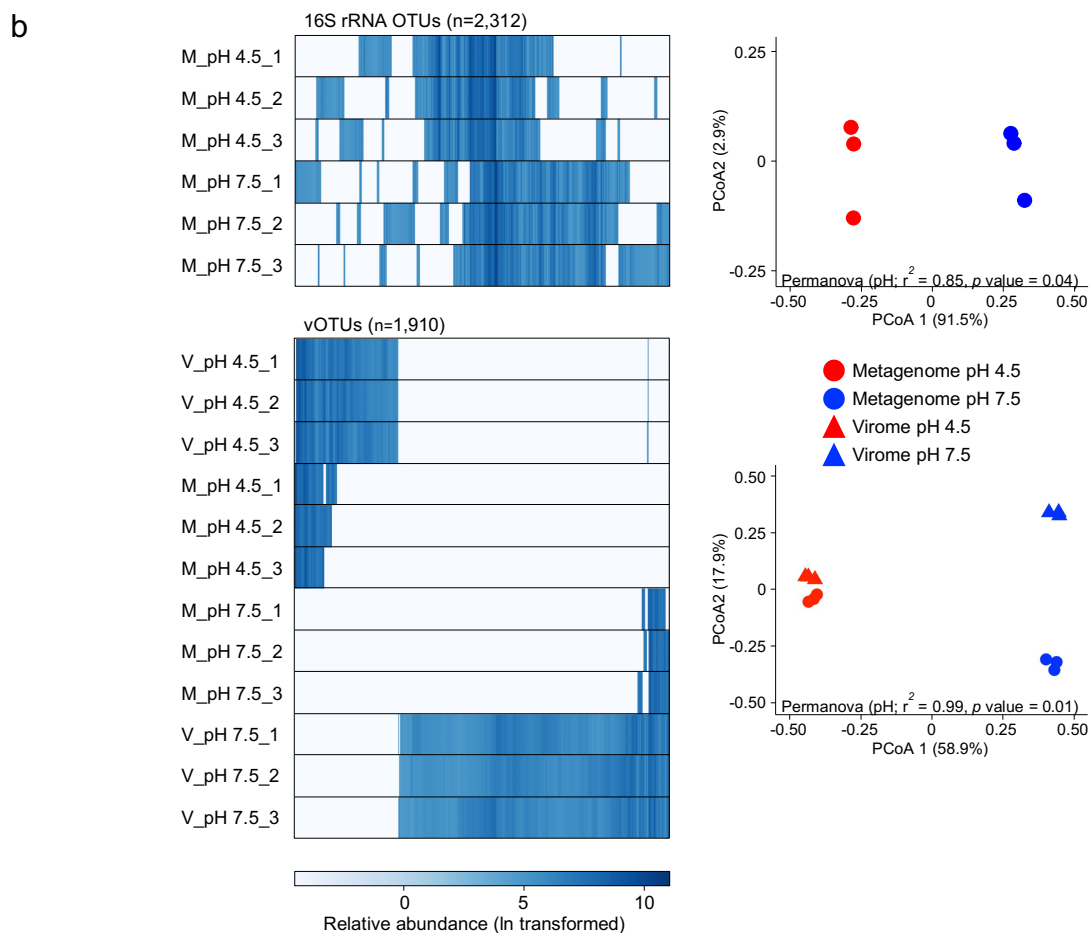 b
16S rRNA OTUs (n=2,312)
M_pH 4.5_1
M_pH 4.5_2
M_pH 4.5_3
M_pH 7.5_1
M_pH 7.5_2
M_pH 7.5_3
0.25
0
-0.25
PCoA2 (2.9%)
Permanova (pH; r² = 0.85, p value = 0.04)
-0.50 -0.25 0 0.25 0.50
PCoA 1 (91.5%)
vOTUs (n=1,910)
V_pH 4.5_1
V_pH 4.5_2
V_pH 4.5_3
M_pH 4.5_1
M_pH 4.5_2
M_pH 4.5_3
M_pH 7.5_1
M_pH 7.5_2
M_pH 7.5_3
V_pH 7.5_1
V_pH 7.5_2
V_pH 7.5_3
Metagenome pH 4.5
Metagenome pH 7.5
Virome pH 4.5
Virome pH 7.5
0.50
0.25
0
-0.25
-0.50
PCoA2 (17.9%)
Permanova (pH; r² = 0.99, p value = 0.01)
-0.50 -0.25 0 0.25 0.50
PCoA 1 (58.9%)
0 5 10
Relative abundance (ln transformed)